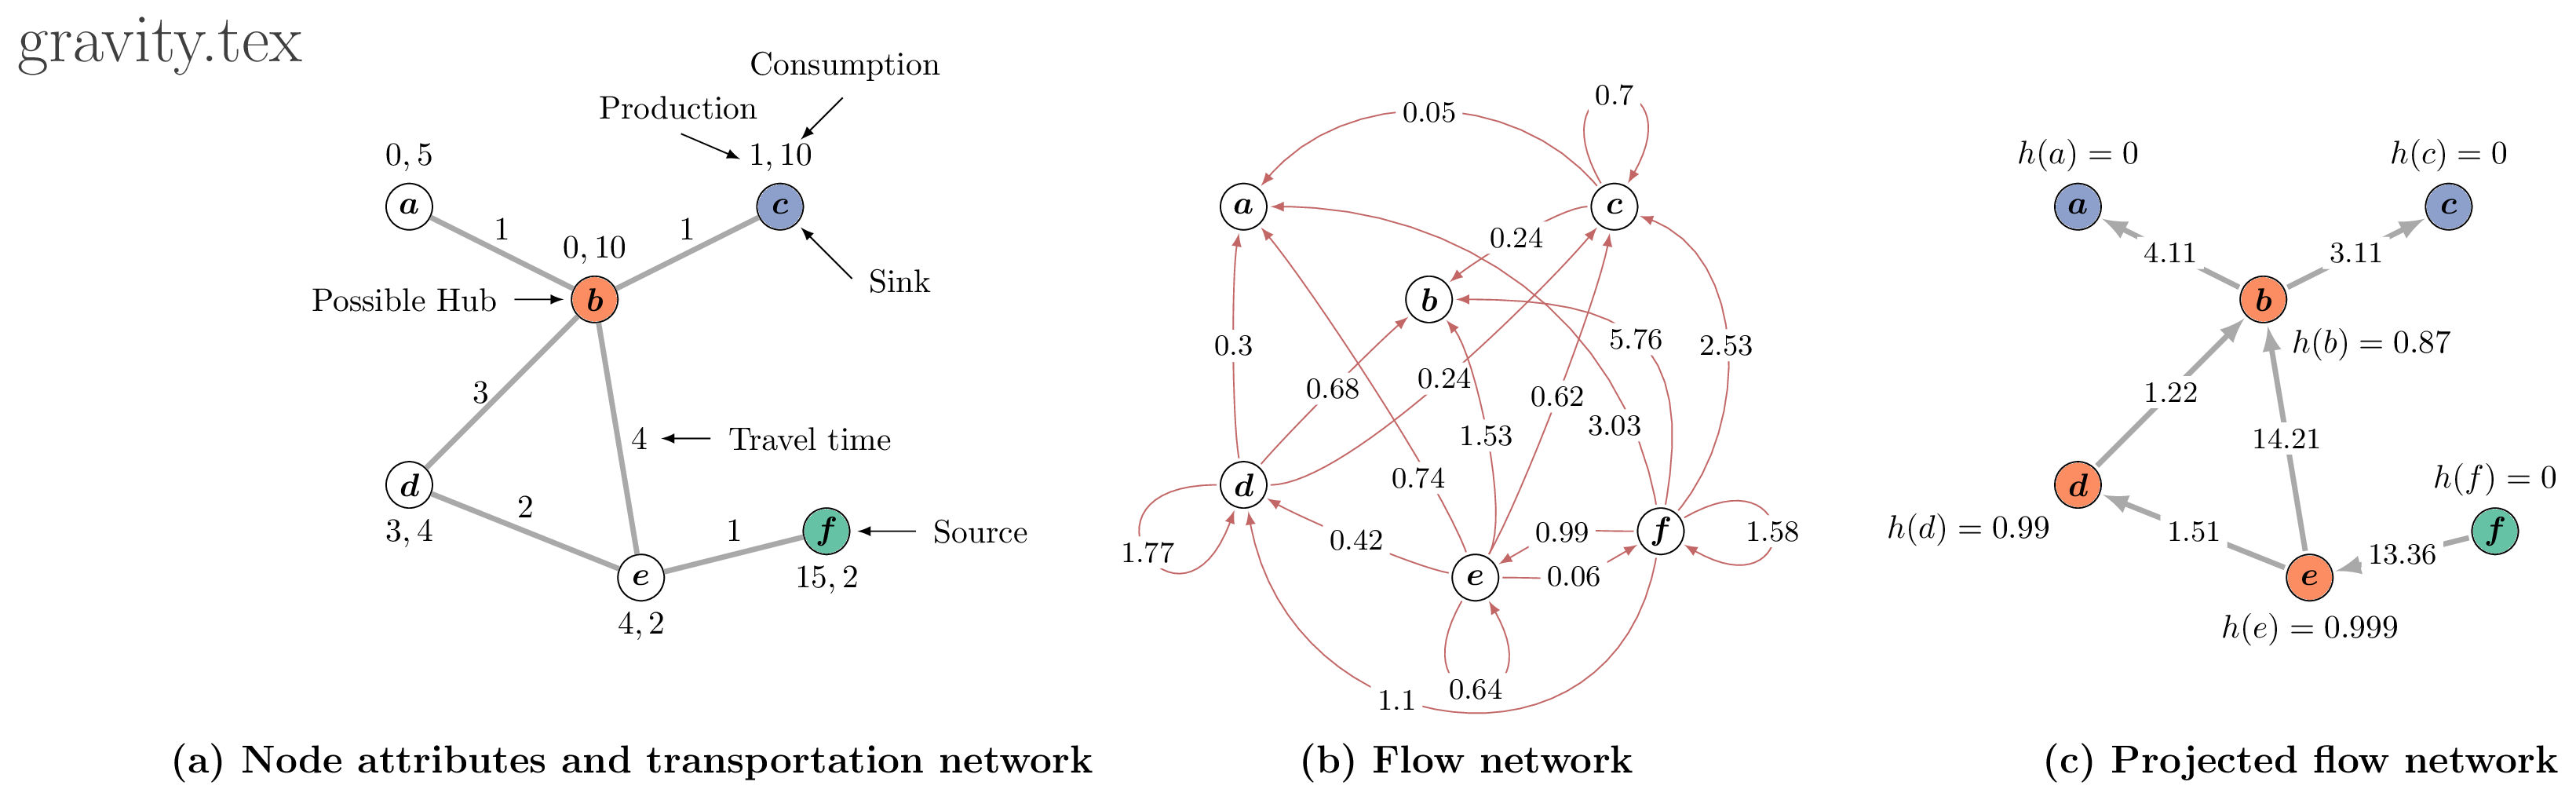 gravity.tex
Consumption
Production
0, 5
1, 10
a
c
1
1
0, 10
Sink
Possible Hub
b
3
4
Travel time
d
2
3, 4
1
f
Source
e
15, 2
4, 2
(a) Node attributes and transportation network
0.7
0.05
a
c
0.24
b
0.3
5.76
2.53
0.68
0.24
0.62
3.03
1.53
0.74
d
0.42
0.99
f
1.58
1.77
e
0.06
0.64
1.1
(b) Flow network
h(a) = 0
h(c) = 0
a
c
4.11
3.11
b
h(b) = 0.87
1.22
14.21
d
h(f) = 0
h(d) = 0.99
1.51
f
13.36
e
h(e) = 0.999
(c) Projected flow network